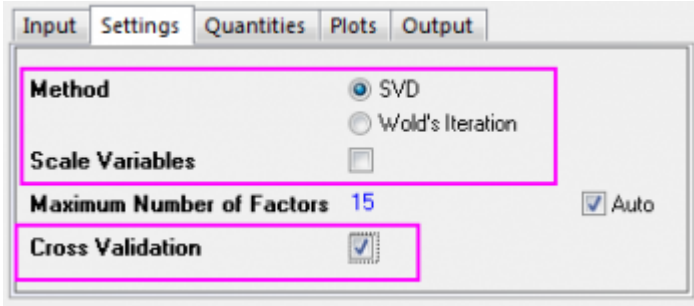 Input Settings Quantities Plots Output
Method SVD
Wold's Iteration
Scale Variables
Maximum Number of Factors 15 Auto
Cross Validation